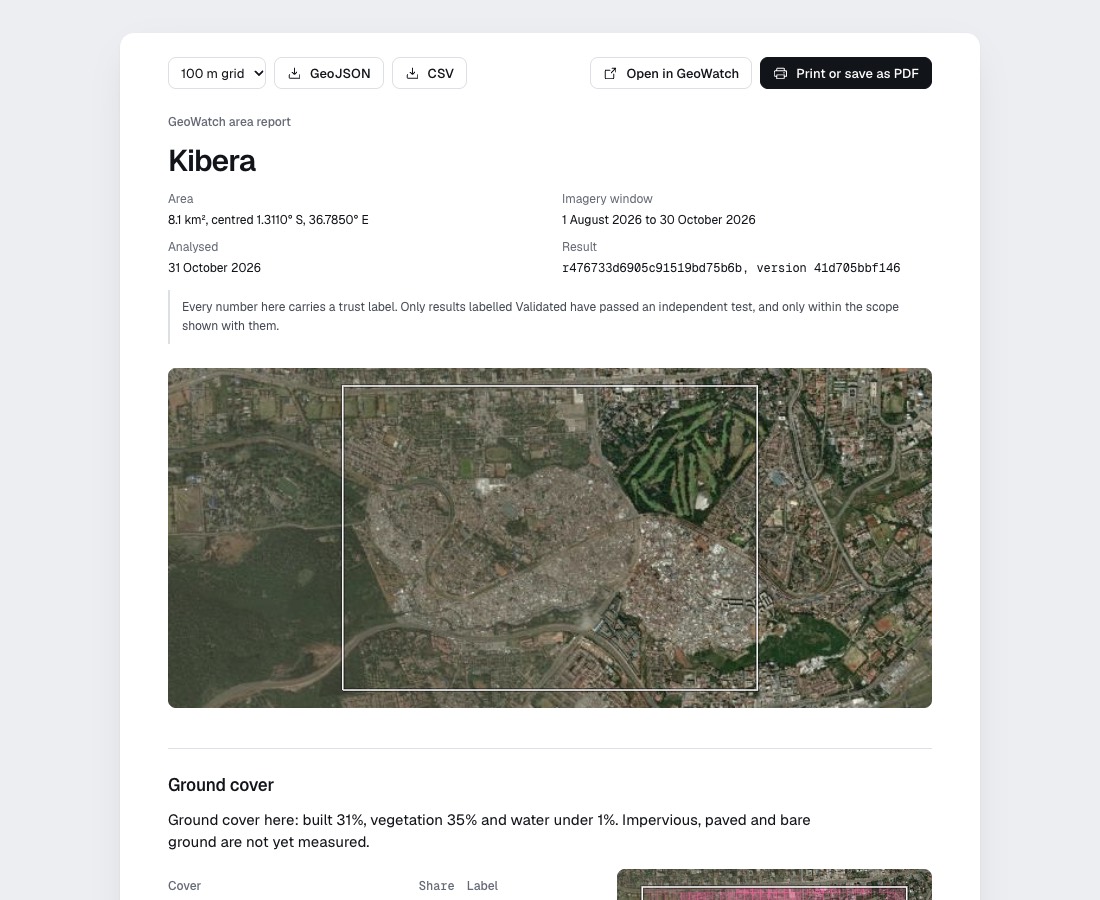 100 m grid
GeoJSON
CSV
Open in GeoWatch
Print or save as PDF
GeoWatch area report
Kibera
Area
8.1 km², centred 1.3110° S, 36.7850° E
Imagery window
1 August 2026 to 30 October 2026
Analysed
31 October 2026
Result
r476733d6905c91519bd75b6b, version 41d705bbf146
Every number here carries a trust label. Only results labelled Validated have passed an independent test, and only within the scope
shown with them.
Ground cover
Ground cover here: built 31%, vegetation 35% and water under 1%. Impervious, paved and bare
ground are not yet measured.
Cover
Share
Label